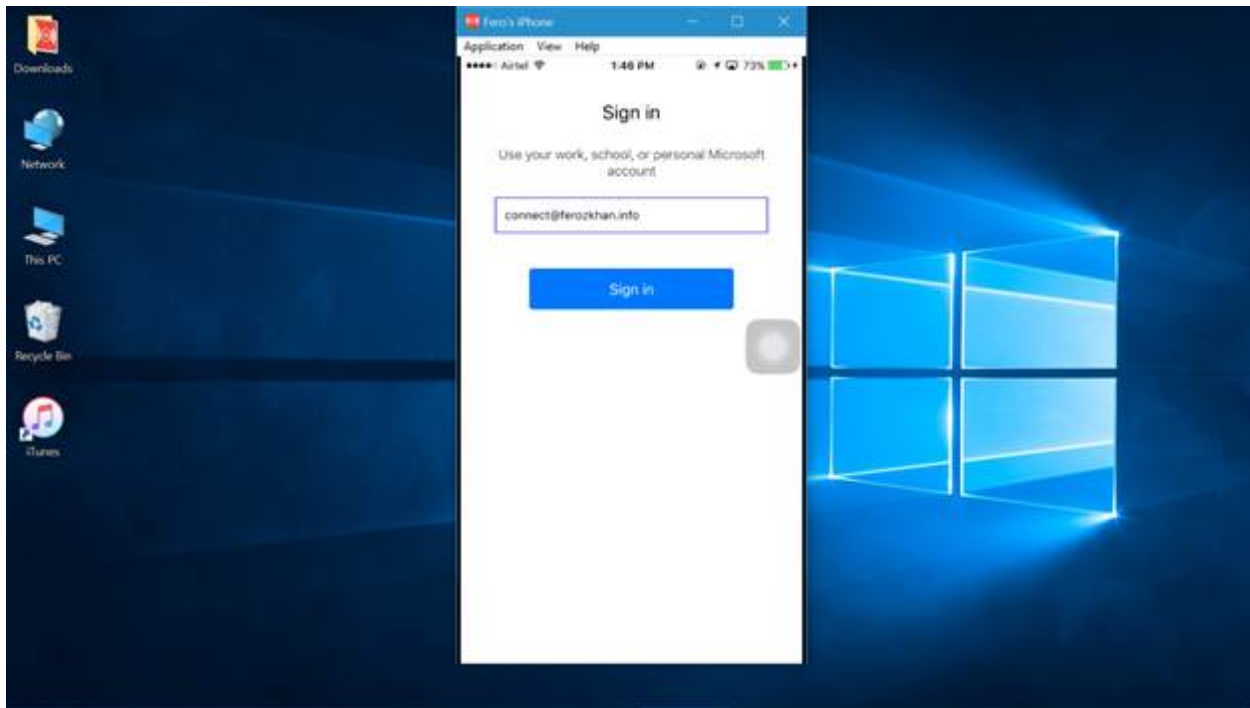 Downloads
Network
This PC
Recycle Bin
iTunes
Fero's iPhone
Application View Help
Airtel 1:46 PM 73%
Sign in
Use your work, school, or personal Microsoft
account
connect@ferozkhan.info
Sign in